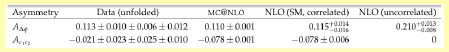 Asymmetry Data (unfolded) MC@NLO NLO (SM, correlated) NLO (uncorrelated)
A_Δφ 0.113 ± 0.010 ± 0.006 ± 0.012 0.110 ± 0.001 0.115^{+0.014}_{-0.016} 0.210^{+0.013}_{-0.008}
A_{c1c2} −0.021 ± 0.023 ± 0.025 ± 0.010 −0.078 ± 0.001 −0.078 ± 0.006 0